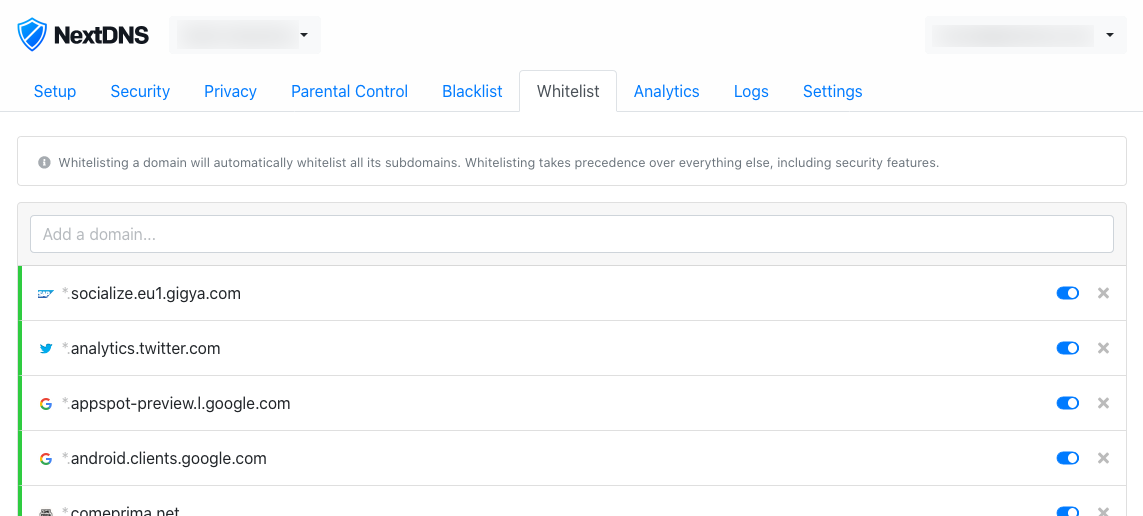 NextDNS
Setup Security Privacy Parental Control Blacklist Whitelist Analytics Logs Settings
Whitelisting a domain will automatically whitelist all its subdomains. Whitelisting takes precedence over everything else, including security features.
Add a domain...
SAP *.socialize.eu1.gigya.com
*.analytics.twitter.com
*.appspot-preview.l.google.com
*.android.clients.google.com
*.comeprima.net